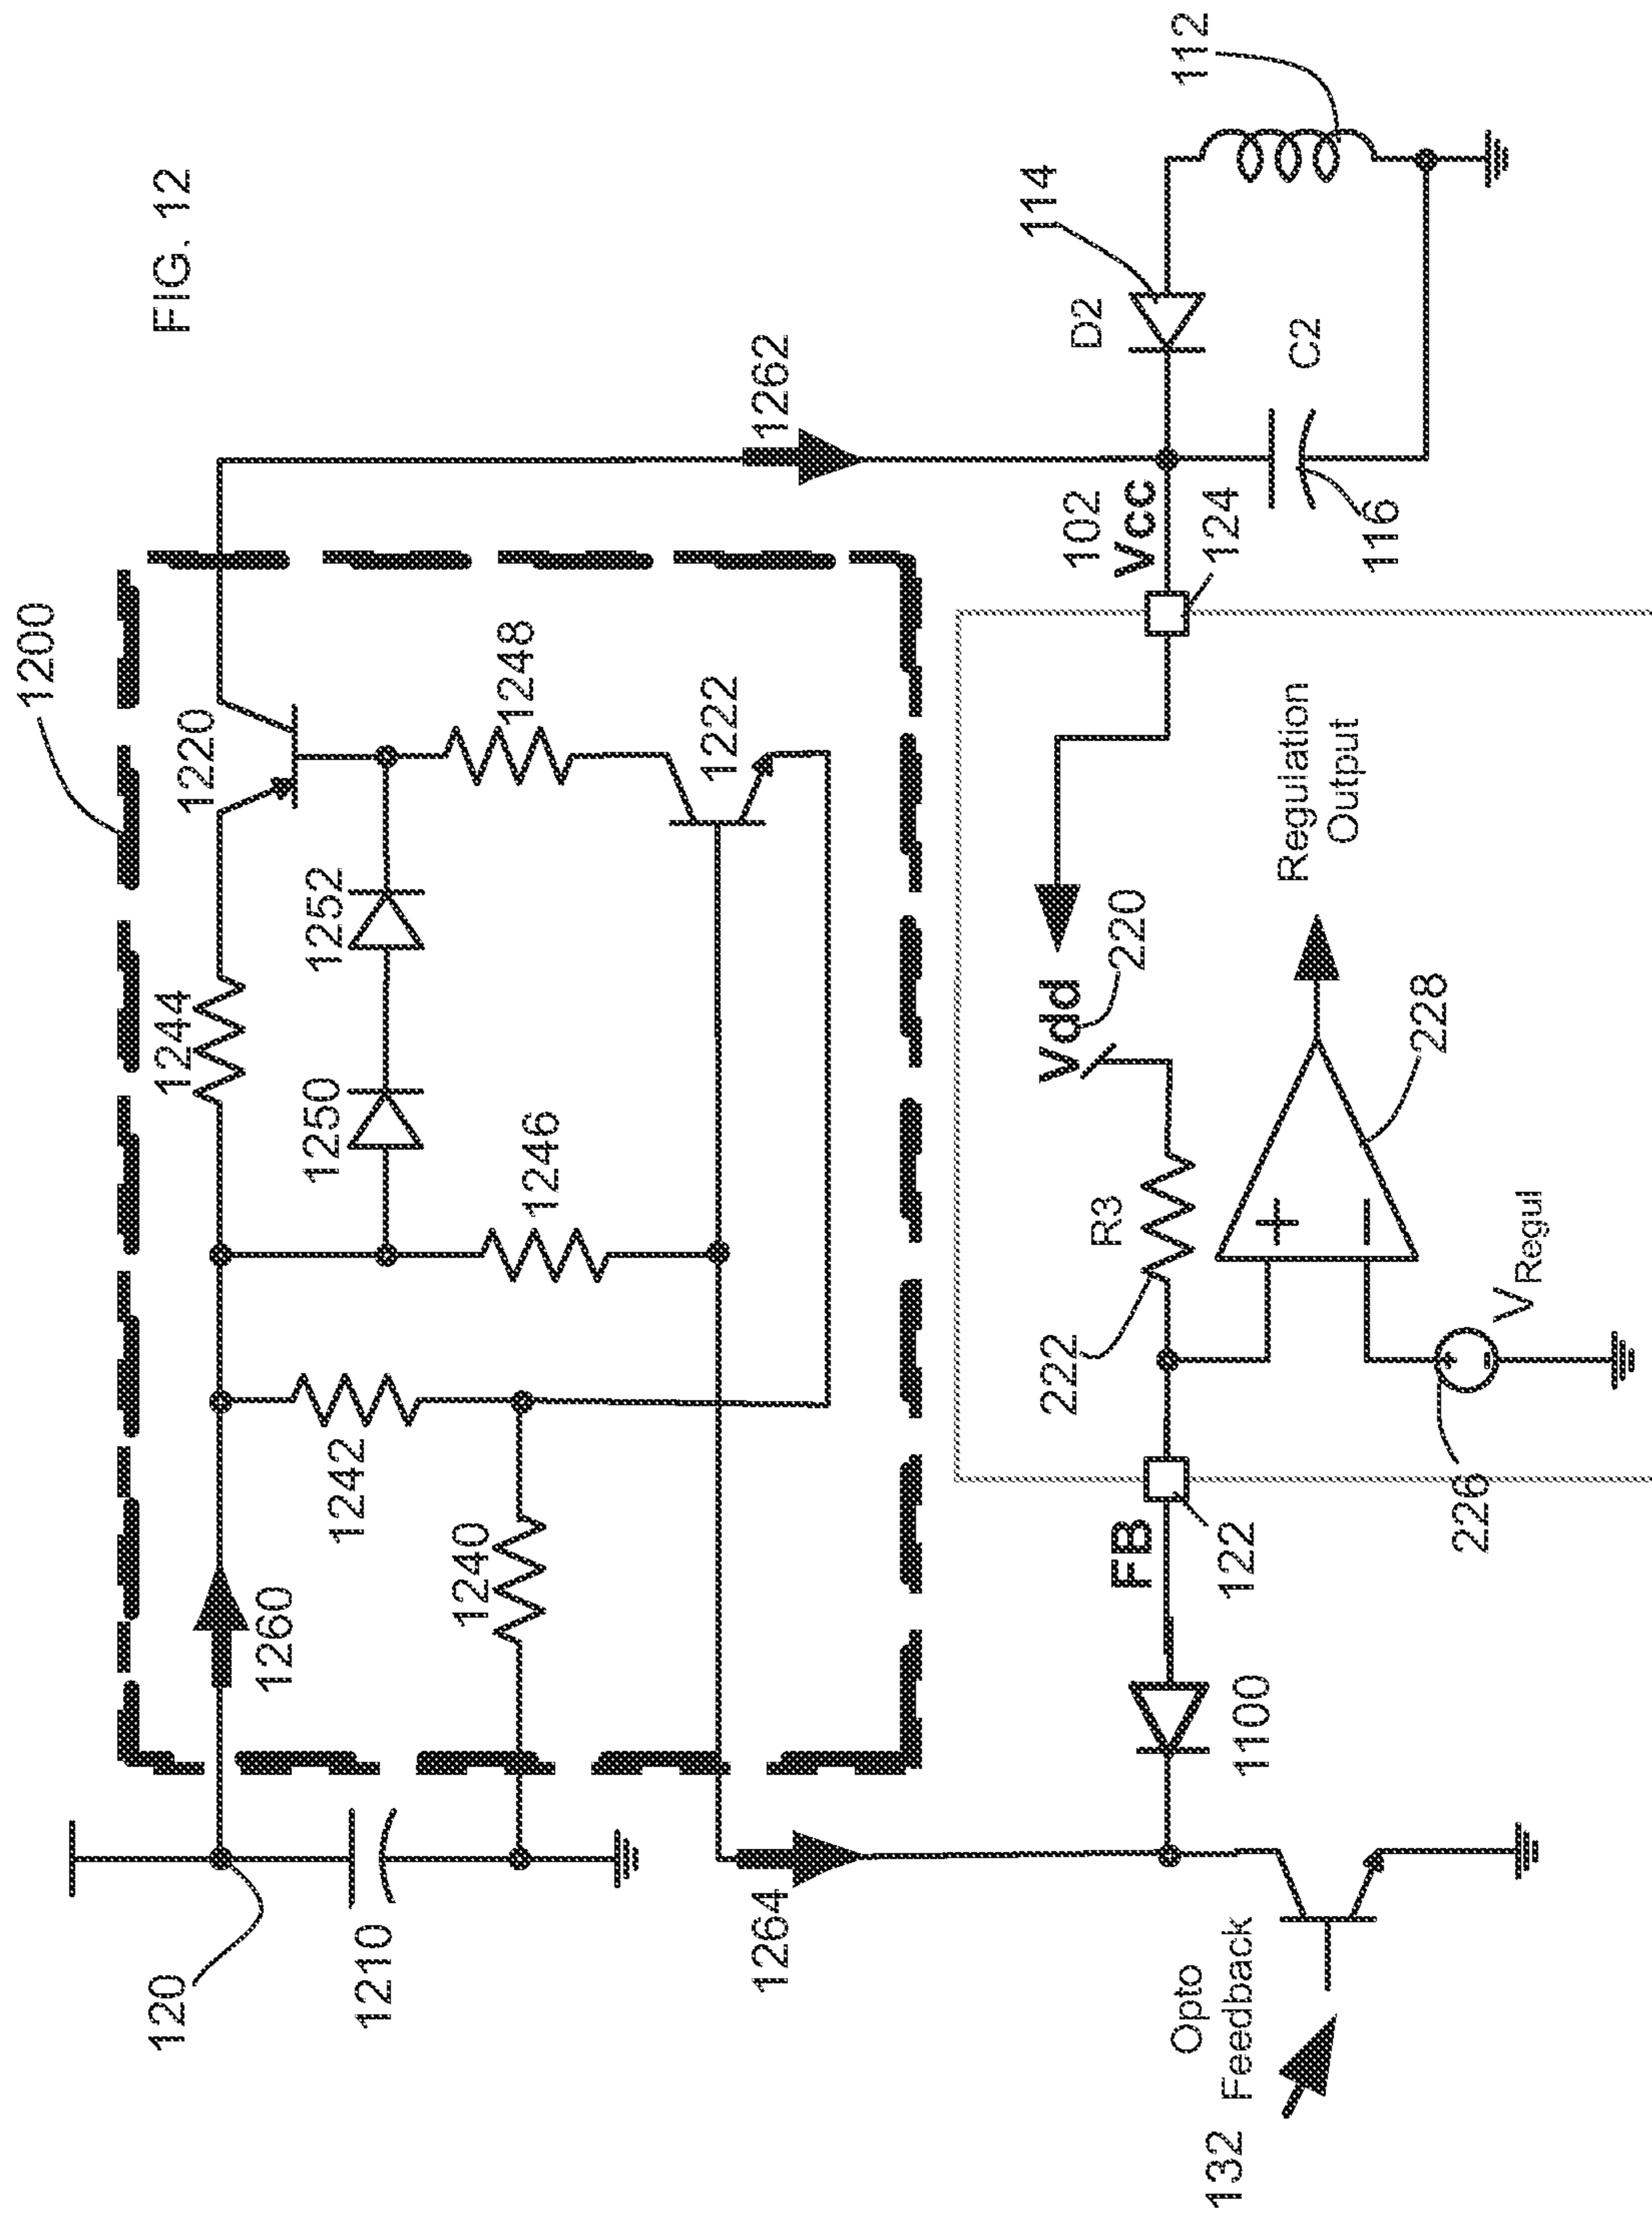 FIG. 12
1200
1220
1244
1250
1252
1248
1222
1246
1242
1240
1260
120
1210
1262
1264
D2
114
112
C2
116
102
Vcc
124
Vdd
220
R3
222
+
−
228
Regulation
Output
VRegul
+
-
226
FB
122
1100
Opto
Feedback
132